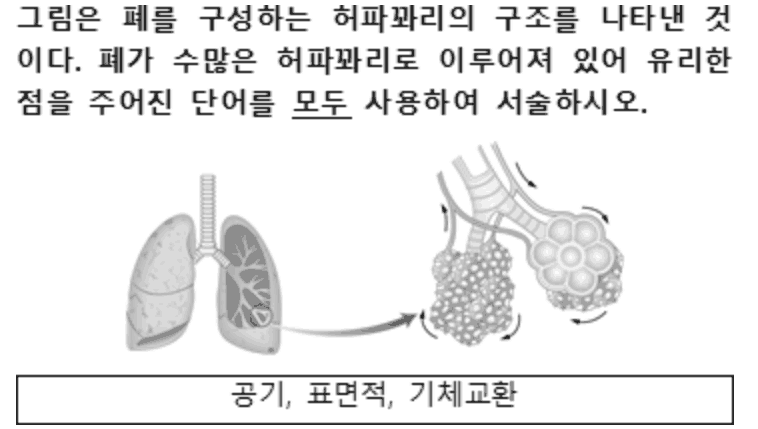 그림은 폐를 구성하는 허파꽈리의 구조를 나타낸 것
이다. 폐가 수많은 허파꽈리로 이루어져 있어 유리한
점을 주어진 단어를 모두 사용하여 서술하시오.
공기, 표면적, 기체교환